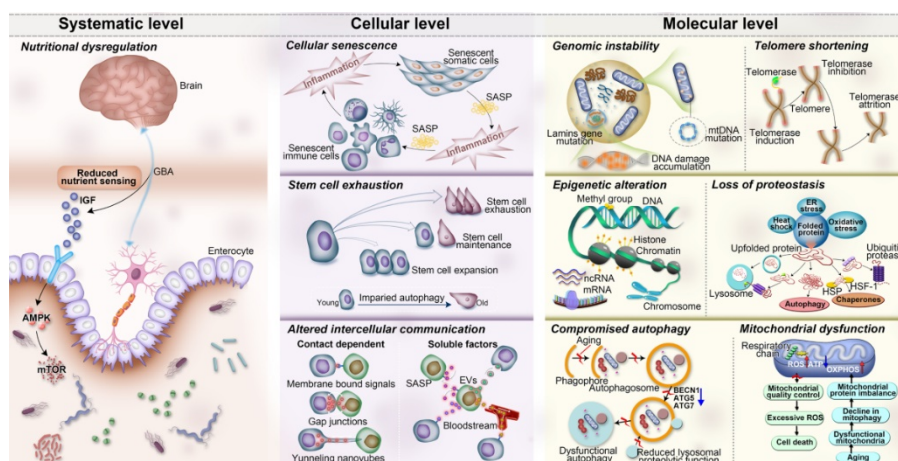 Systematic level
Cellular level
Molecular level
Nutritional dysregulation
Brain
Reduced
nutrient sensing
GBA
IGF
Enterocyte
AMPK
mTOR
Cellular senescence
Senescent
somatic cells
Inflammation
SASP
SASP
Senescent
immune cells
Inflammation
Stem cell exhaustion
Stem cell
exhaustion
Stem cell
maintenance
Stem cell expansion
Young
Imparied autophagy
Old
Altered intercellular communication
Contact dependent
Soluble factors
SASP
EVs
Membrane bound signals
Gap junctions
Bloodstream
Yunneling nanovubes
Genomic instability
Lamins gene
mutation
mtDNA
mutation
DNA damage
accumulation
Telomere shortening
Telomerase
inhibition
Telomerase
Telomere
Telomerase
attrition
Telomerase
induction
Epigenetic alteration
Methyl group
DNA
Histone
Chromatin
ncRNA
mRNA
Chromosome
Loss of proteostasis
ER
stress
Heat
shock
Folded
protein
Oxidative
stress
Upfolded protein
Ubiquiti
proteas
Lysosome
HSP
HSF-1
Autophagy
Chaperones
Compromised autophagy
Aging
Phagophore
Autophagosome
BECN1
ATG5
ATG7
Dysfunctional
autophagy
Reduced lysosomal
proteolytic function
Mitochondrial dysfunction
Respiratory
chain
ROS
ATP
OXPHOS
Mitochondrial
quality control
Mitochondrial
protein imbalance
Excessive ROS
Decline in
mitophagy
Cell death
Dysfunctional
mitochondria
Aging